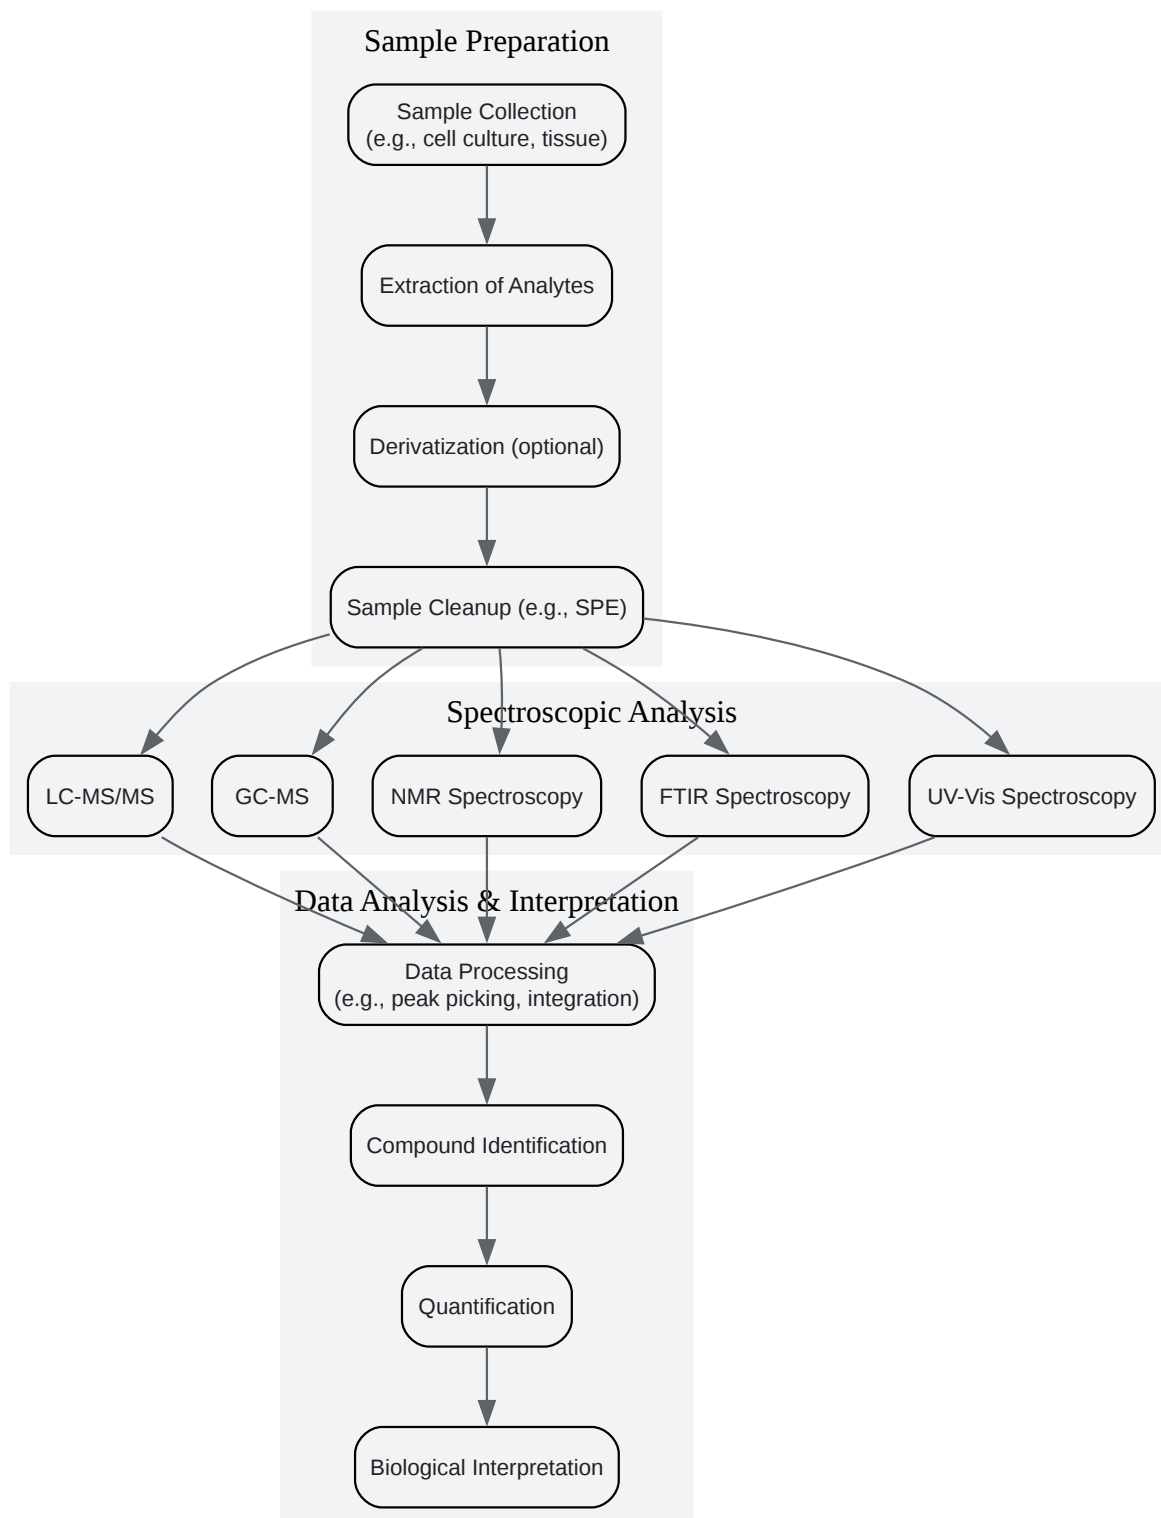 Sample Preparation
Sample Collection
(e.g., cell culture, tissue)
Extraction of Analytes
Derivatization (optional)
Sample Cleanup (e.g., SPE)
Spectroscopic Analysis
LC-MS/MS
GC-MS
NMR Spectroscopy
FTIR Spectroscopy
UV-Vis Spectroscopy
Data Analysis & Interpretation
Data Processing
(e.g., peak picking, integration)
Compound Identification
Quantification
Biological Interpretation